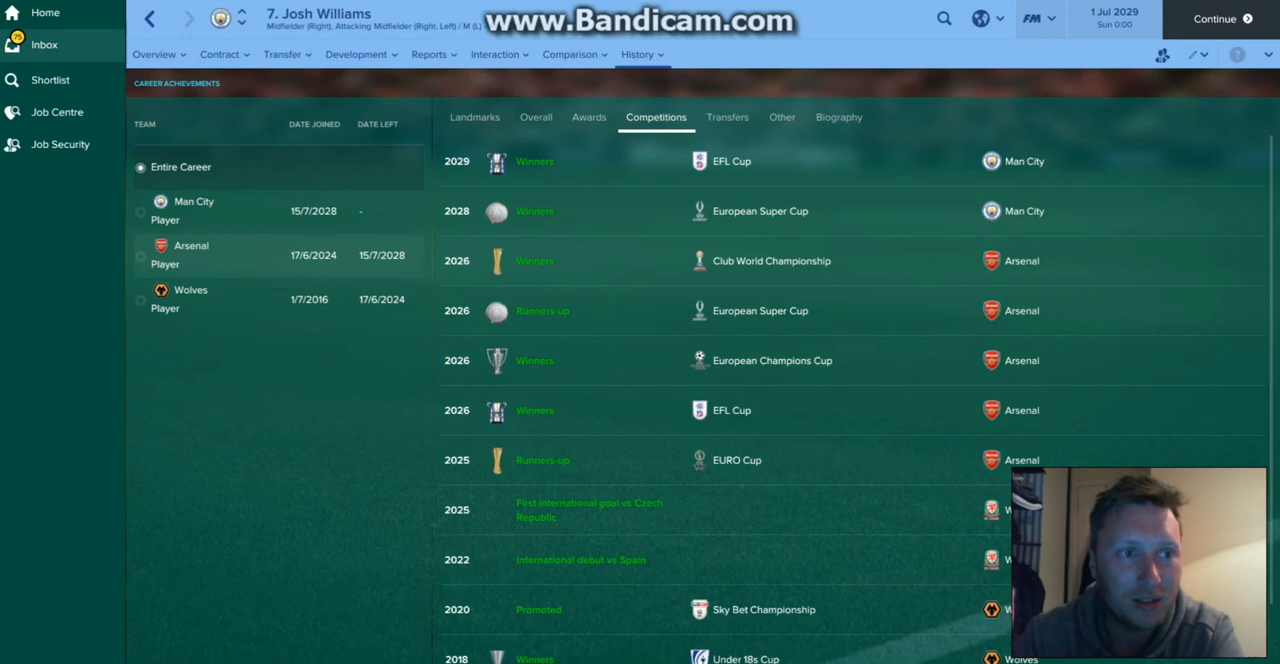 Home
75
Inbox
Shortlist
Job Centre
Job Security
7. Josh Williams
Midfielder (Right), Attacking Midfielder (Right, Left) / M (L)
www.Bandicam.com
FM
1 Jul 2029
Sun 0:00
Continue
Overview
Contract
Transfer
Development
Reports
Interaction
Comparison
History
?
CAREER ACHIEVEMENTS
TEAM
DATE JOINED
DATE LEFT
Entire Career
Man City
Player
15/7/2028
-
Arsenal
Player
17/6/2024
15/7/2028
Wolves
Player
1/7/2016
17/6/2024
Landmarks
Overall
Awards
Competitions
Transfers
Other
Biography
2029 Winners EFL Cup Man City
2028 Winners European Super Cup Man City
2026 Winners Club World Championship Arsenal
2026 Runners-up European Super Cup Arsenal
2026 Winners European Champions Cup Arsenal
2026 Winners EFL Cup Arsenal
2025 Runners-up EURO Cup Arsenal
2025 First international goal vs Czech
Republic W
2022 International debut vs Spain W
2020 Promoted Sky Bet Championship W
2018 Winners Under 18s Cup Wolves